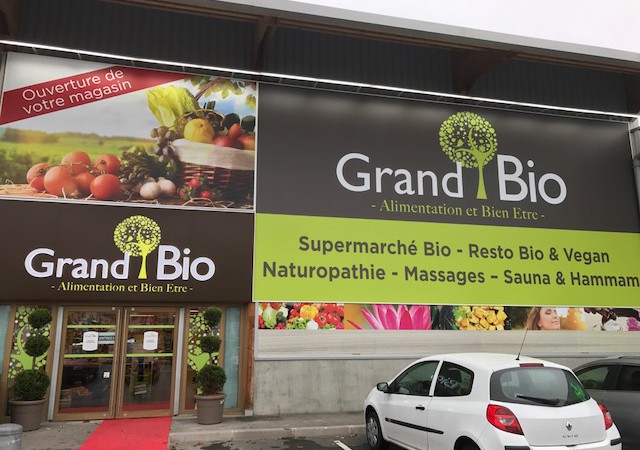 Ouverture de
votre magasin
Grand Bio
- Alimentation et Bien Etre -
Supermarché Bio - Resto Bio & Vegan
Naturopathie - Massages – Sauna & Hammam
Grand Bio
- Alimentation et Bien Etre -